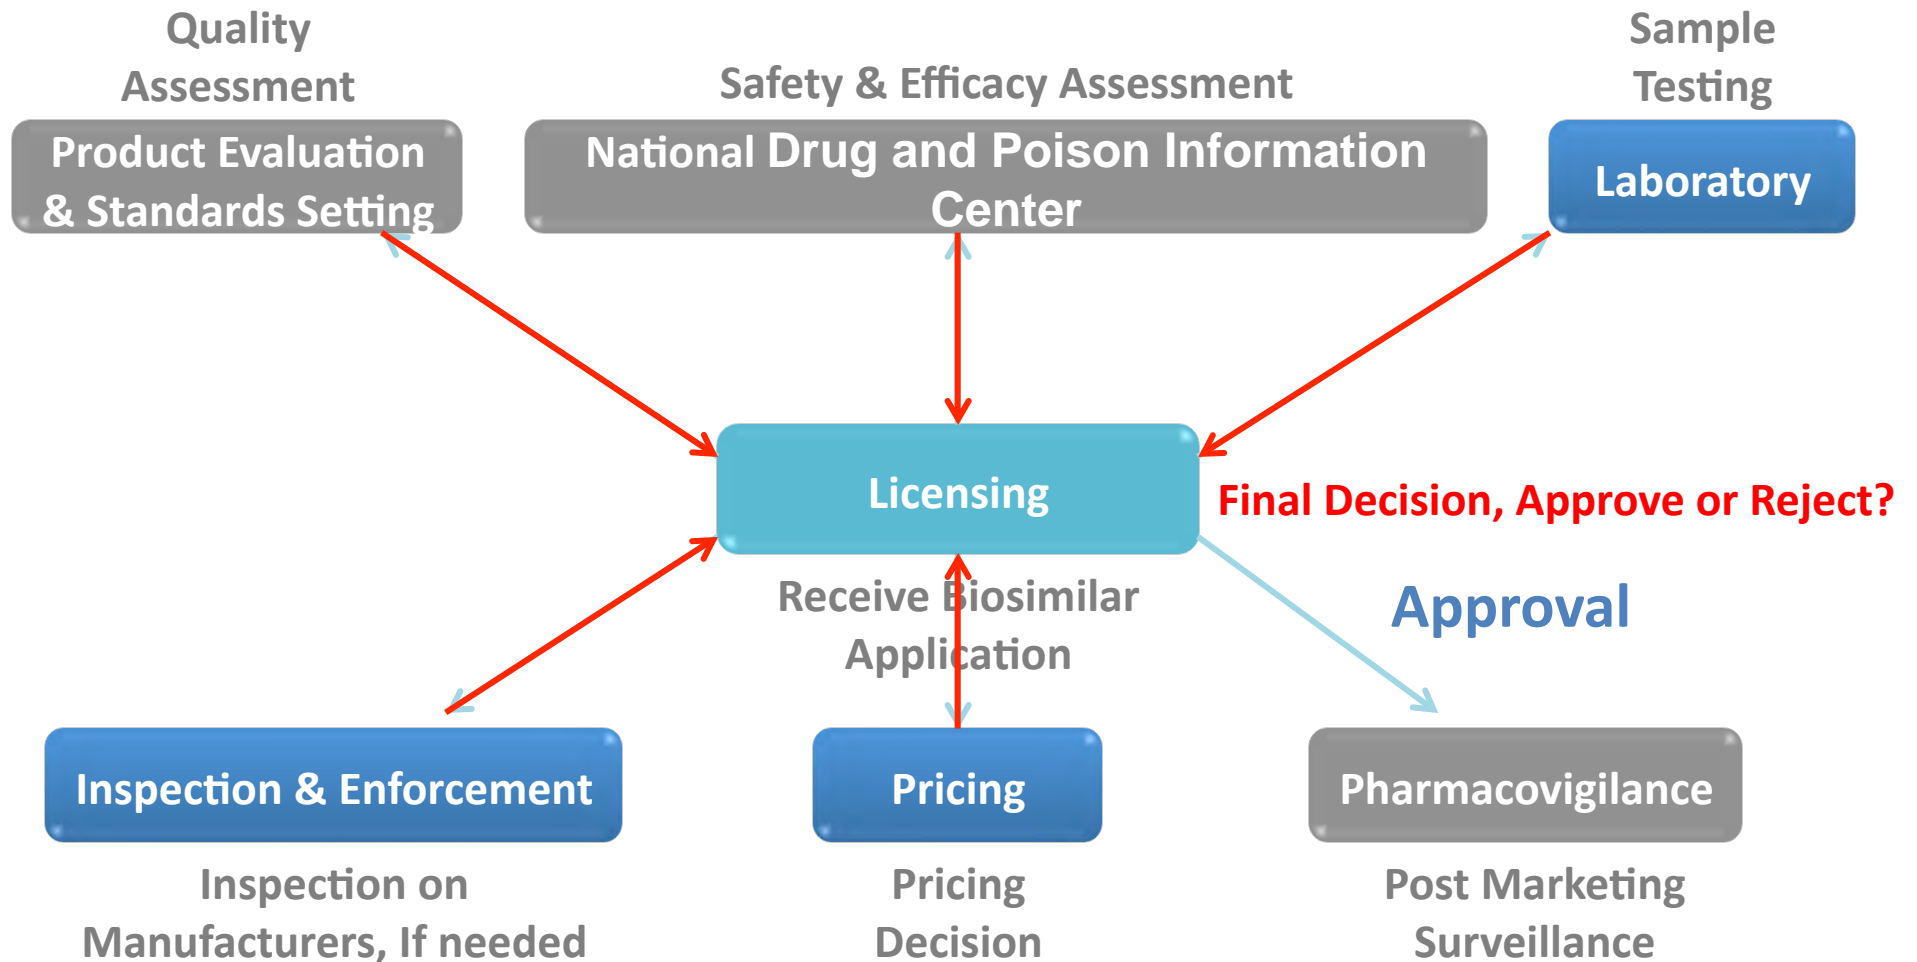 Quality
Assessment
Safety & Efficacy Assessment
Sample
Testing
Product Evaluation
& Standards Setting
National Drug and Poison Information
Center
Laboratory
Licensing
Final Decision, Approve or Reject?
Receive Biosimilar
Application
Approval
Inspection & Enforcement
Pricing
Pharmacovigilance
Inspection on
Manufacturers, If needed
Pricing
Decision
Post Marketing
Surveillance